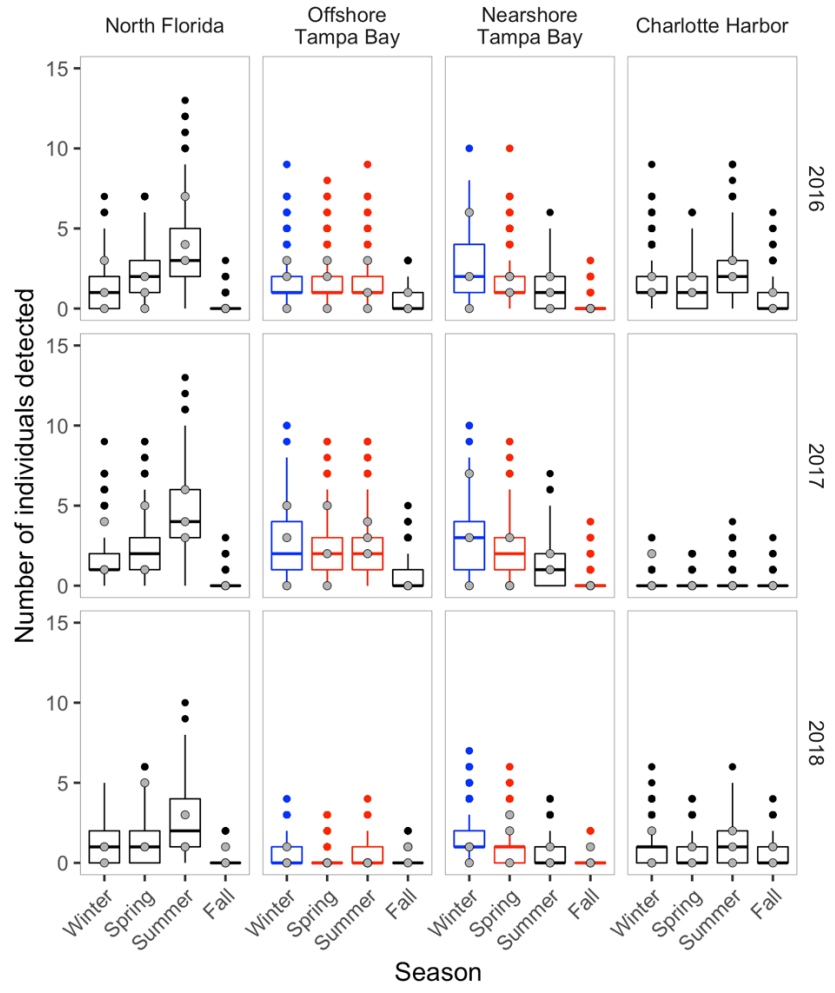 North Florida
Offshore
Tampa Bay
Nearshore
Tampa Bay
Charlotte Harbor
Number of individuals detected
15
10
5
0
2016
15
10
5
0
2017
15
10
5
0
2018
Winter
Spring
Summer
Fall
Winter
Spring
Summer
Fall
Winter
Spring
Summer
Fall
Winter
Spring
Summer
Fall
Season